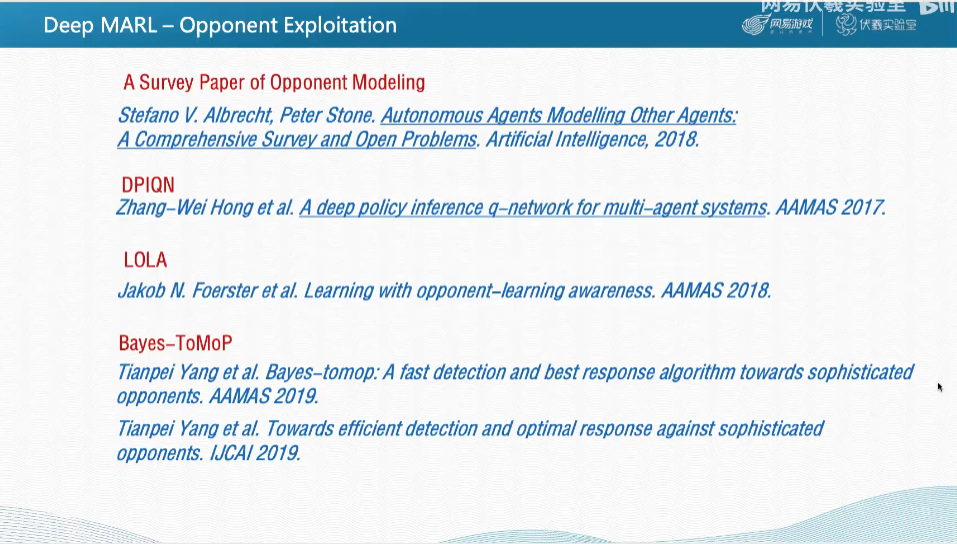 网易伏羲实验室
Deep MARL – Opponent Exploitation
网易游戏
伏羲实验室
A Survey Paper of Opponent Modeling
Stefano V. Albrecht, Peter Stone. Autonomous Agents Modelling Other Agents:
A Comprehensive Survey and Open Problems. Artificial Intelligence, 2018.
DPIQN
Zhang-Wei Hong et al. A deep policy inference q-network for multi-agent systems. AAMAS 2017.
LOLA
Jakob N. Foerster et al. Learning with opponent-learning awareness. AAMAS 2018.
Bayes-ToMoP
Tianpei Yang et al. Bayes-tomop: A fast detection and best response algorithm towards sophisticated
opponents. AAMAS 2019.
Tianpei Yang et al. Towards efficient detection and optimal response against sophisticated
opponents. IJCAI 2019.